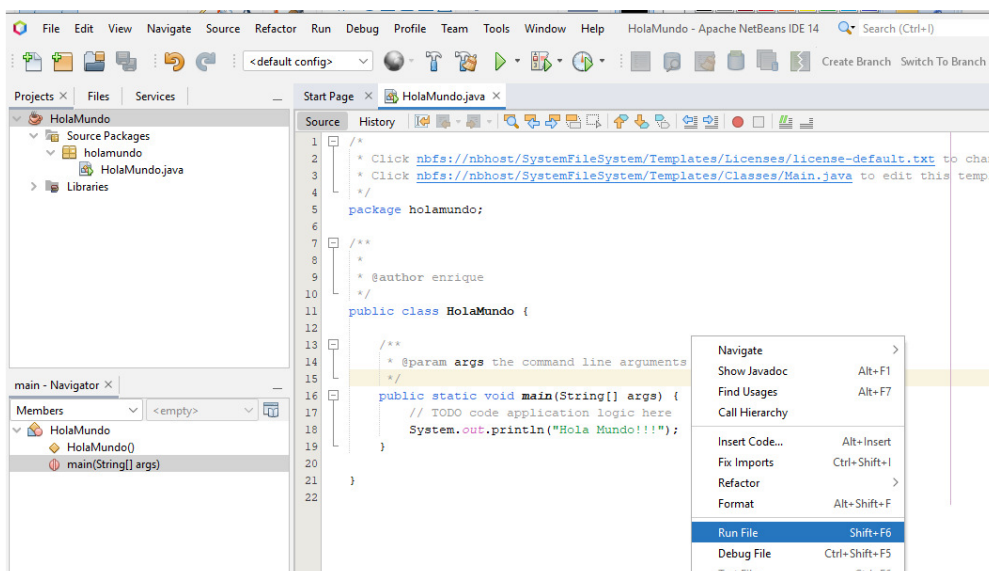 File Edit View Navigate Source Refactor Run Debug Profile Team Tools Window Help HolaMundo - Apache NetBeans IDE 14 Search (Ctrl+I)
<default config> Create Branch Switch To Branch
Projects Files Services
HolaMundo
Source Packages
holamundo
HolaMundo.java
Libraries
Start Page HolaMundo.java
Source History
1 /*
2 * Click nbfs://nbhost/SystemFileSystem/Templates/Licenses/license-default.txt to cha
3 * Click nbfs://nbhost/SystemFileSystem/Templates/Classes/Main.java to edit this temp
4 */
5 package holamundo;
6
7 /**
8 *
9 * @author enrique
10 */
11 public class HolaMundo {
12
13 /**
14 * @param args the command line arguments
15 */
16 public static void main(String[] args) {
17 // TODO code application logic here
18 System.out.println("Hola Mundo!!!");
19 }
20
21 }
22
main - Navigator
Members <empty>
HolaMundo
HolaMundo()
main(String[] args)
Navigate
Show Javadoc Alt+F1
Find Usages Alt+F7
Call Hierarchy
Insert Code... Alt+Insert
Fix Imports Ctrl+Shift+I
Refactor
Format Alt+Shift+F
Run File Shift+F6
Debug File Ctrl+Shift+F5